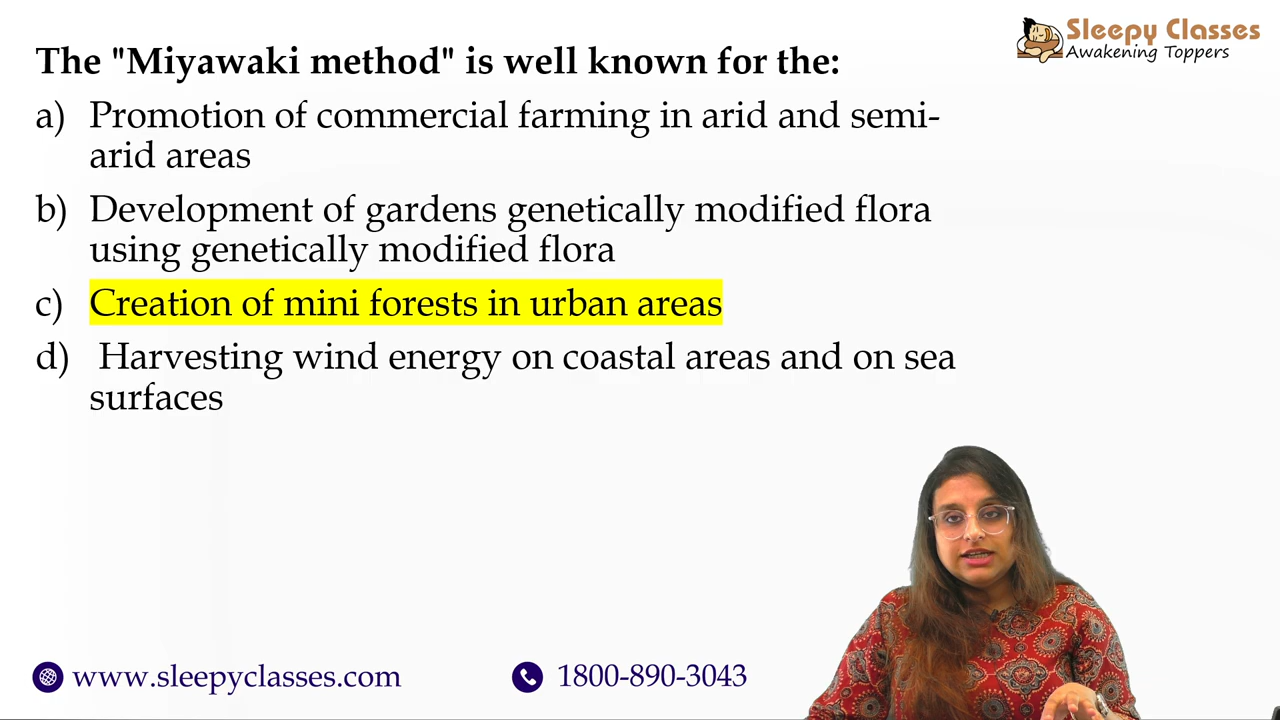 Sleepy Classes
Awakening Toppers
The "Miyawaki method" is well known for the:
a) Promotion of commercial farming in arid and semi-
arid areas
b) Development of gardens genetically modified flora
using genetically modified flora
c) Creation of mini forests in urban areas
d) Harvesting wind energy on coastal areas and on sea
surfaces
www.sleepyclasses.com
1800-890-3043